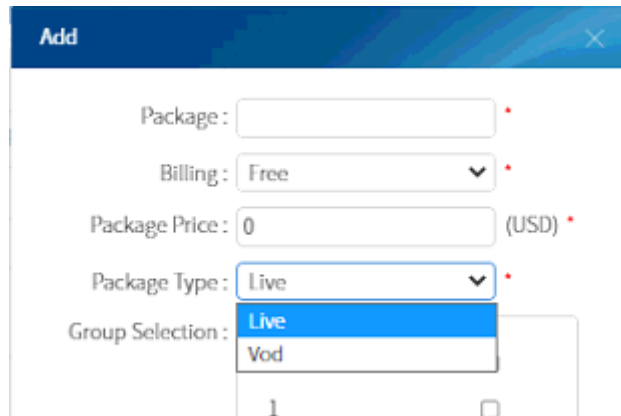 Add
Package :  *
Billing : Free *
Package Price : 0 (USD) *
Package Type : Live *
Group Selection :
Live
Vod
1